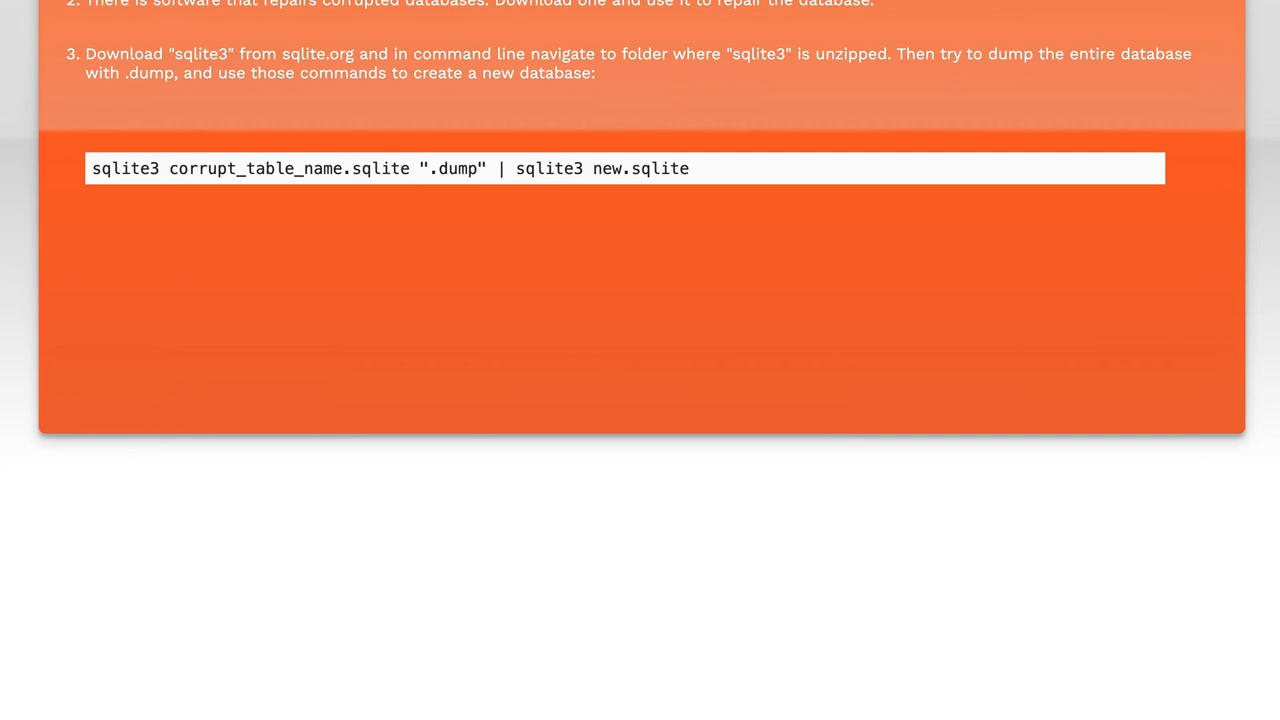 2. There is software that repairs corrupted databases. Download one and use it to repair the database.
3. Download "sqlite3" from sqlite.org and in command line navigate to folder where "sqlite3" is unzipped. Then try to dump the entire database
with .dump, and use those commands to create a new database:
sqlite3 corrupt_table_name.sqlite ".dump" | sqlite3 new.sqlite